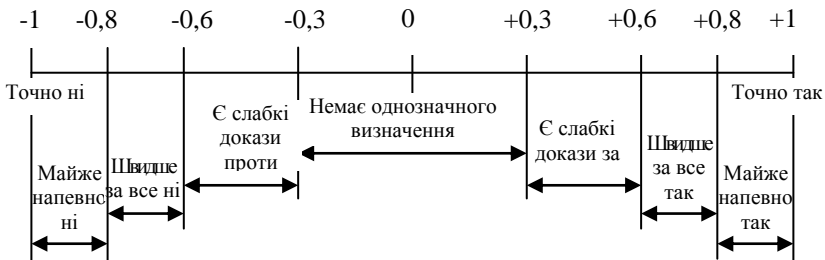 -1 -0,8 -0,6 -0,3 0 +0,3 +0,6 +0,8 +1
Точно ні
Точно так
Майже
напевно
ні
Швидше
за все ні
Є слабкі
докази
проти
Немає однозначного
визначення
Є слабкі
докази за
Швидше
за все
так
Майже
напевно
так